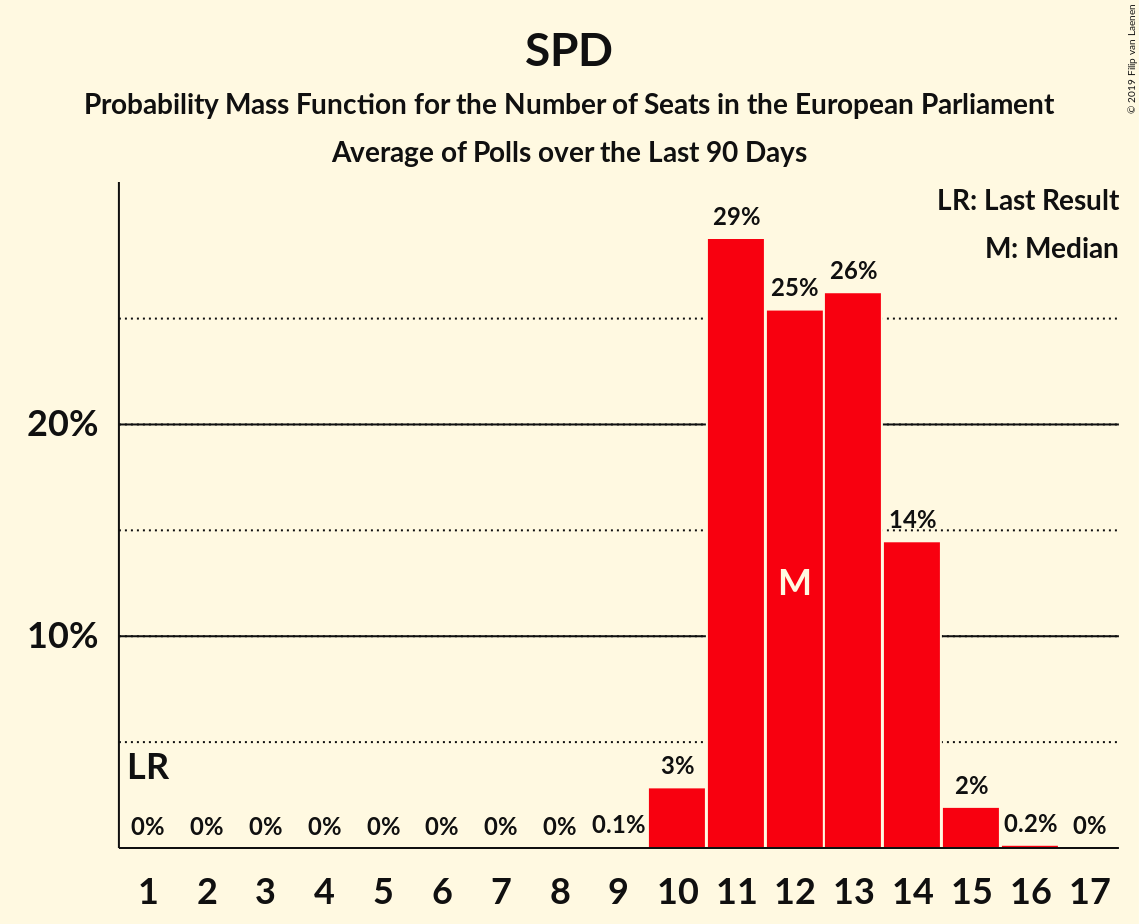 SPD
Probability Mass Function for the Number of Seats in the European Parliament
Average of Polls over the Last 90 Days
© 2019 Filip van Laenen
LR: Last Result
M: Median
29%
26%
25%
20%
14%
M
10%
LR
3%
2%
0% 0% 0% 0% 0% 0% 0% 0% 0.1% 0.2% 0%
1 2 3 4 5 6 7 8 9 10 11 12 13 14 15 16 17